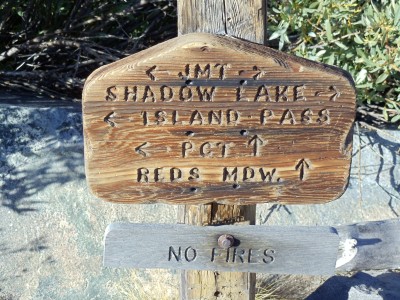 ← JMT →
SHADOW LAKE →
← ISLAND PASS
← PCT ↑
REDS MDW. ↑
NO FIRES